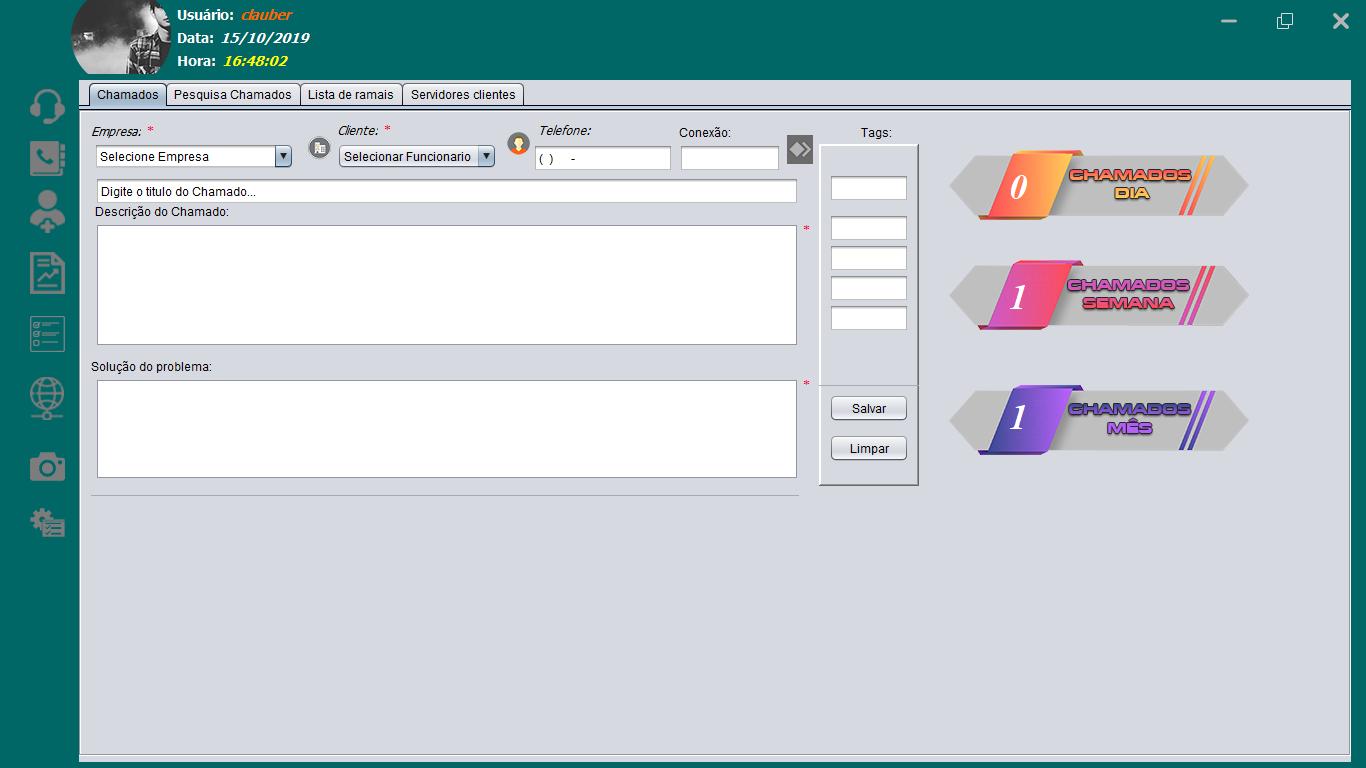 Usuário: clauber
Data: 15/10/2019
Hora: 16:48:02
Chamados Pesquisa Chamados Lista de ramais Servidores clientes
Empresa: * Cliente: * Telefone: Conexão: Tags:
Selecione Empresa Selecionar Funcionario ( ) -
Digite o titulo do Chamado...
Descrição do Chamado:
*
Solução do problema:
*
Salvar
Limpar
0 CHAMADOS
DIA
1 CHAMADOS
SEMANA
1 CHAMADOS
MÊS